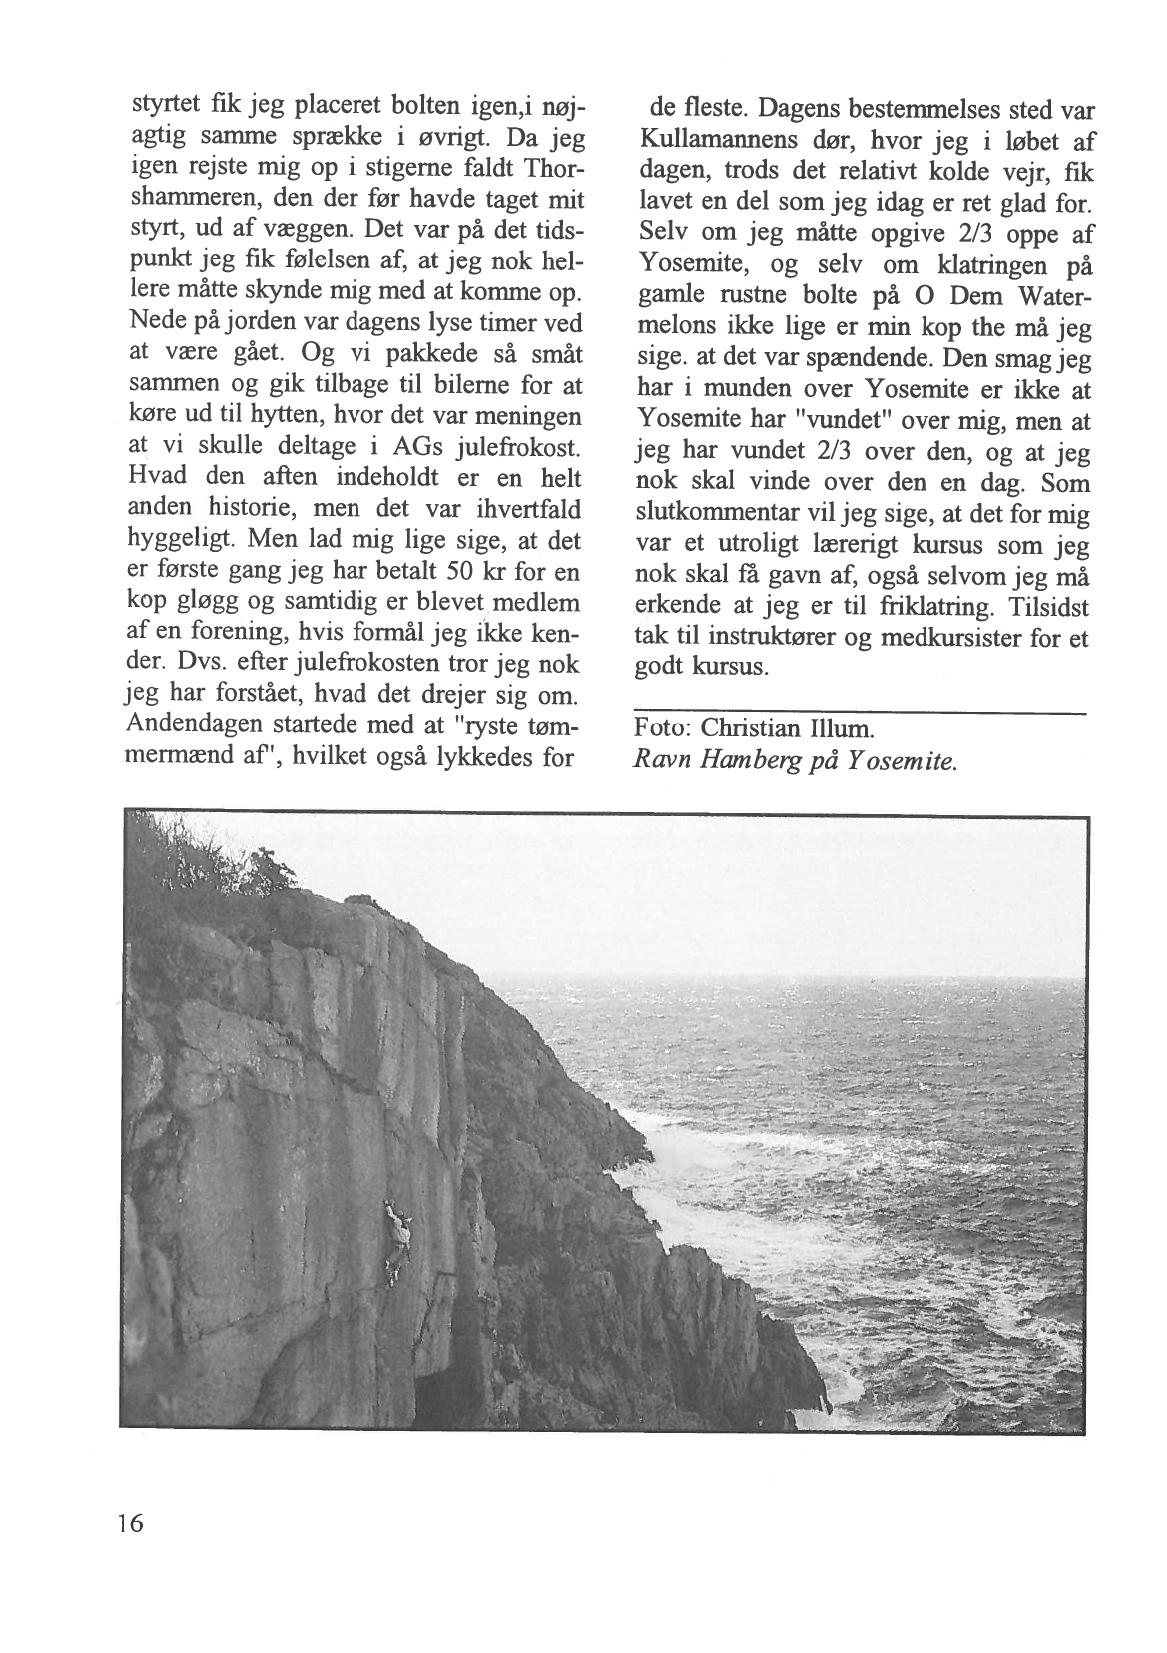 styrtet fik jeg placeret bolten igen,i nøj-
agtig samme sprække i øvrigt. Da jeg
igen rejste mig op i stigerne faldt Thor-
shammeren, den der før havde taget mit
styrt, ud af væggen. Det var på det tids-
punkt jeg fik følelsen af, at jeg nok hel-
lere måtte skynde mig med at komme op.
Nede på jorden var dagens lyse timer ved
at være gået. Og vi pakkede så småt
sammen og gik tilbage til bilerne for at
køre ud til hytten, hvor det var meningen
at vi skulle deltage i AGs julefrokost.
Hvad den aften indeholdt er en helt
anden historie, men det var ihvertfald
hyggeligt. Men lad mig lige sige, at det
er første gang jeg har betalt 50 kr for en
kop gløgg og samtidig er blevet medlem
af en forening, hvis formål jeg ikke ken-
der. Dvs. efter julefrokosten tror jeg nok
jeg har forstået, hvad det drejer sig om.
Andendagen startede med at "ryste tøm-
mermænd af", hvilket også lykkedes for
de fleste. Dagens bestemmelses sted var
Kullamannens dør, hvor jeg i løbet af
dagen, trods det relativt kolde vejr, fik
lavet en del som jeg idag er ret glad for.
Selv om jeg måtte opgive 2/3 oppe af
Yosemite, og selv om klatringen på
gamle rustne bolte på O Dem Water-
melons ikke lige er min kop the må jeg
sige. at det var spændende. Den smag jeg
har i munden over Yosemite er ikke at
Yosemite har "vundet" over mig, men at
jeg har vundet 2/3 over den, og at jeg
nok skal vinde over den en dag. Som
slutkommentar vil jeg sige, at det for mig
var et utroligt lærerigt kursus som jeg
nok skal få gavn af, også selvom jeg må
erkende at jeg er til friklatring. Tilsidst
tak til instruktører og medkursister for et
godt kursus.
Foto: Christian Illum.
Ravn Hamberg på Yosemite.
16